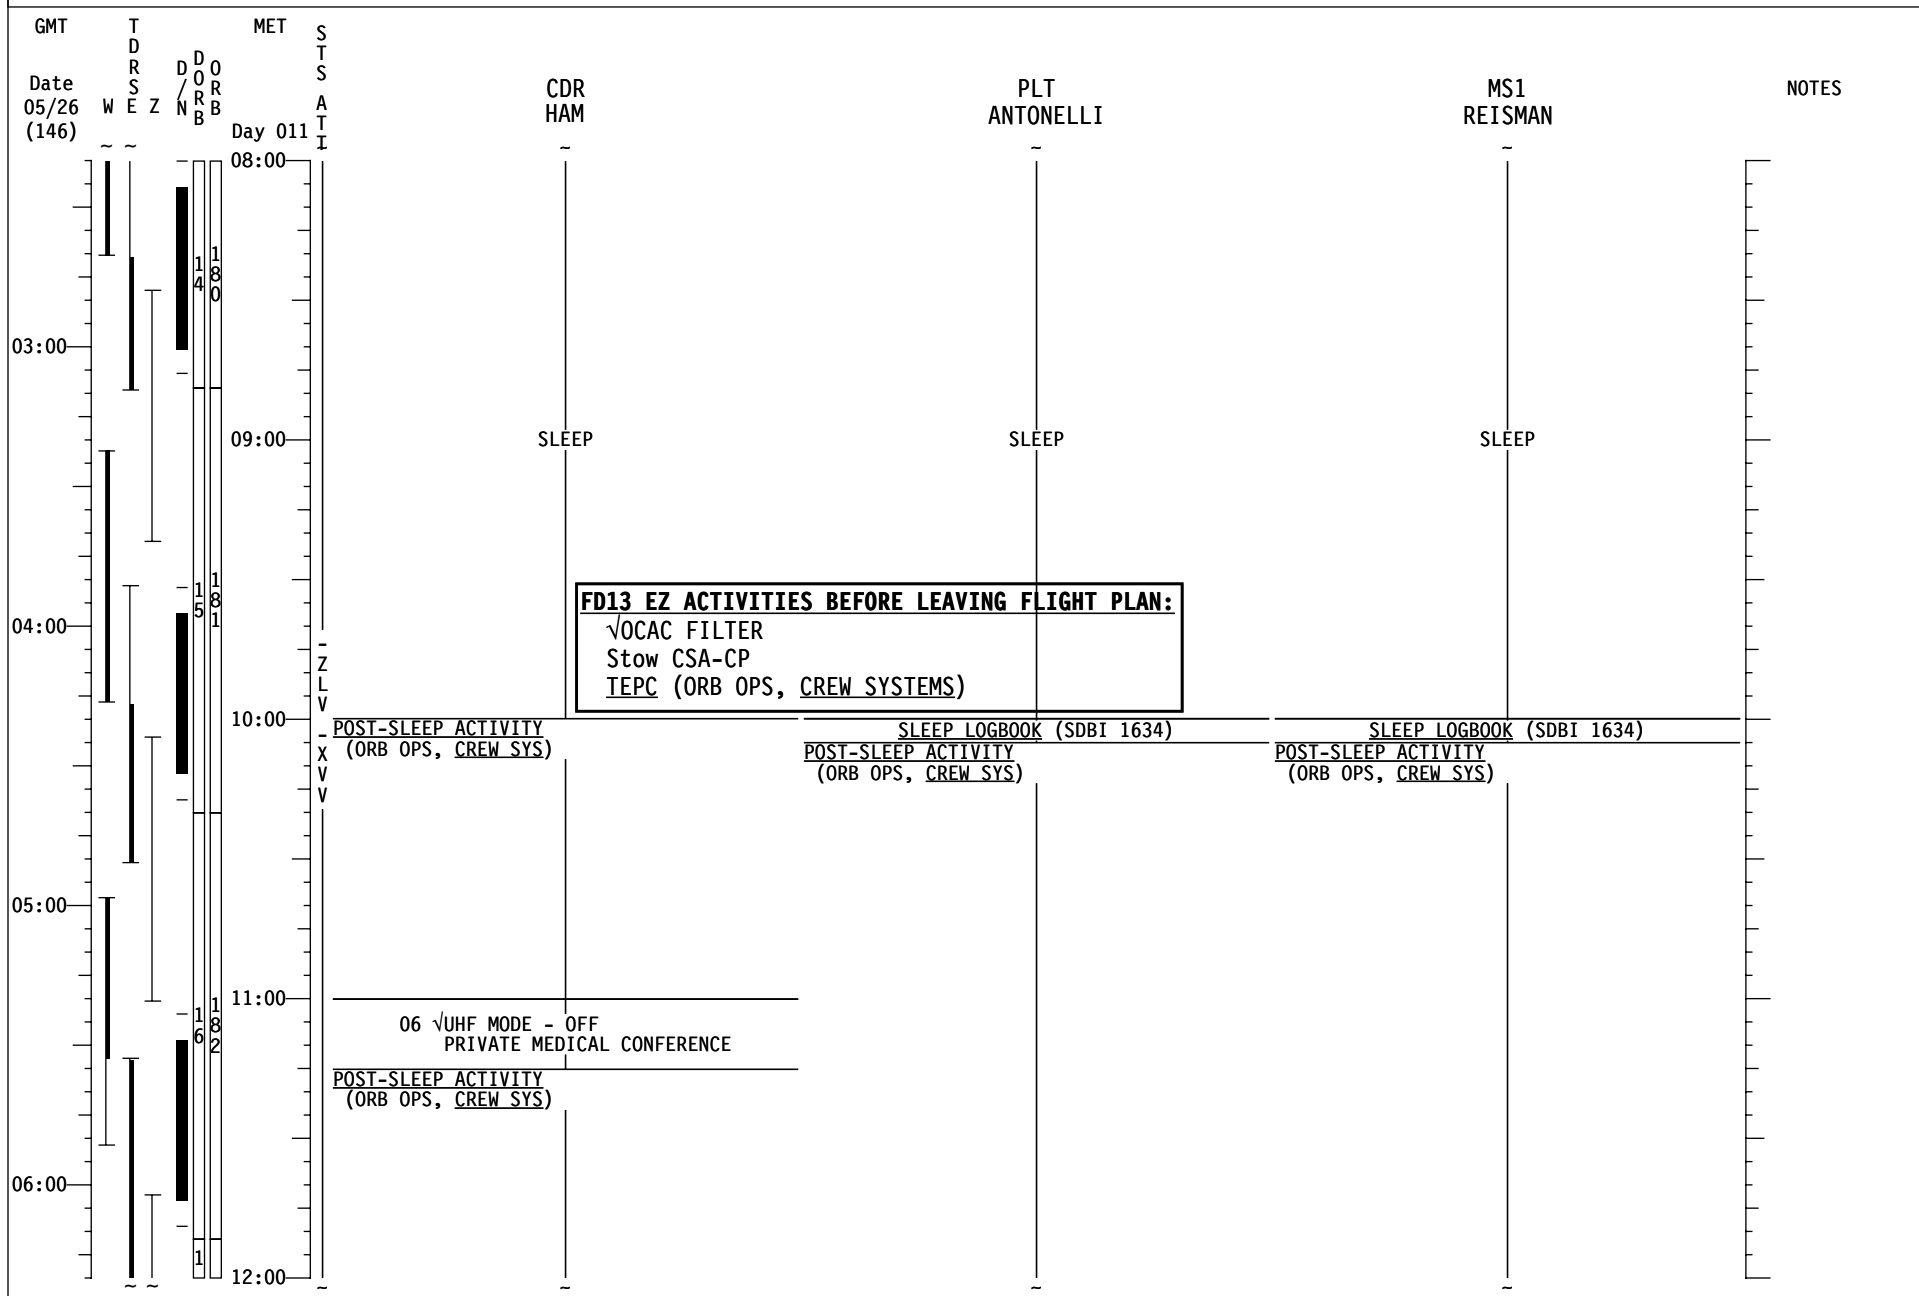 GMT
Date
05/26
(146)
TDRS
W E Z
D/N
DORB
ORB
MET
Day 011
STS ATT
CDR
HAM
PLT
ANTONELLI
MS1
REISMAN
NOTES
~ ~ ~ ~ ~
08:00
14
180
03:00
09:00
SLEEP SLEEP SLEEP
15
181
FD13 EZ ACTIVITIES BEFORE LEAVING FLIGHT PLAN:
√OCAC FILTER
Stow CSA-CP
TEPC (ORB OPS, CREW SYSTEMS)
04:00
-ZLV
-XVV
10:00
POST-SLEEP ACTIVITY
(ORB OPS, CREW SYS)
SLEEP LOGBOOK (SDBI 1634)
POST-SLEEP ACTIVITY
(ORB OPS, CREW SYS)
SLEEP LOGBOOK (SDBI 1634)
POST-SLEEP ACTIVITY
(ORB OPS, CREW SYS)
05:00
11:00
16
182
06 √UHF MODE - OFF
PRIVATE MEDICAL CONFERENCE
POST-SLEEP ACTIVITY
(ORB OPS, CREW SYS)
06:00
1
12:00
~ ~ ~ ~ ~ ~